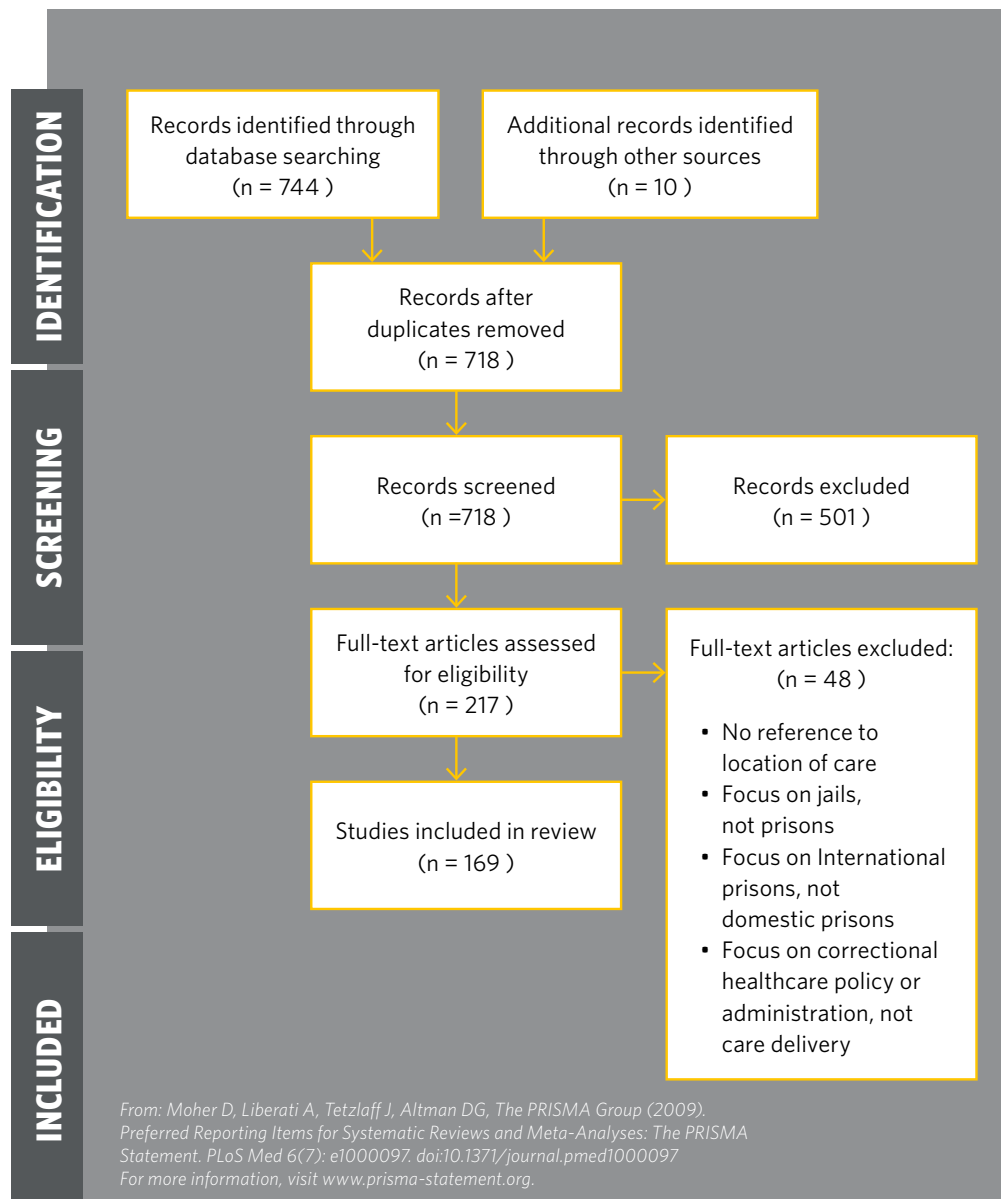 IDENTIFICATION
Records identified through
database searching
(n = 744 )
Additional records identified
through other sources
(n = 10 )
Records after
duplicates removed
(n = 718 )
SCREENING
Records screened
(n =718 )
Records excluded
(n = 501 )
ELIGIBILITY
Full-text articles assessed
for eligibility
(n = 217 )
Full-text articles excluded:
(n = 48 )
• No reference to
location of care
• Focus on jails,
not prisons
• Focus on International
prisons, not
domestic prisons
• Focus on correctional
healthcare policy or
administration, not
care delivery
Studies included in review
(n = 169 )
INCLUDED
From: Moher D, Liberati A, Tetzlaff J, Altman DG, The PRISMA Group (2009).
Preferred Reporting Items for Systematic Reviews and Meta-Analyses: The PRISMA
Statement. PLoS Med 6(7): e1000097. doi:10.1371/journal.pmed1000097
For more information, visit www.prisma-statement.org.